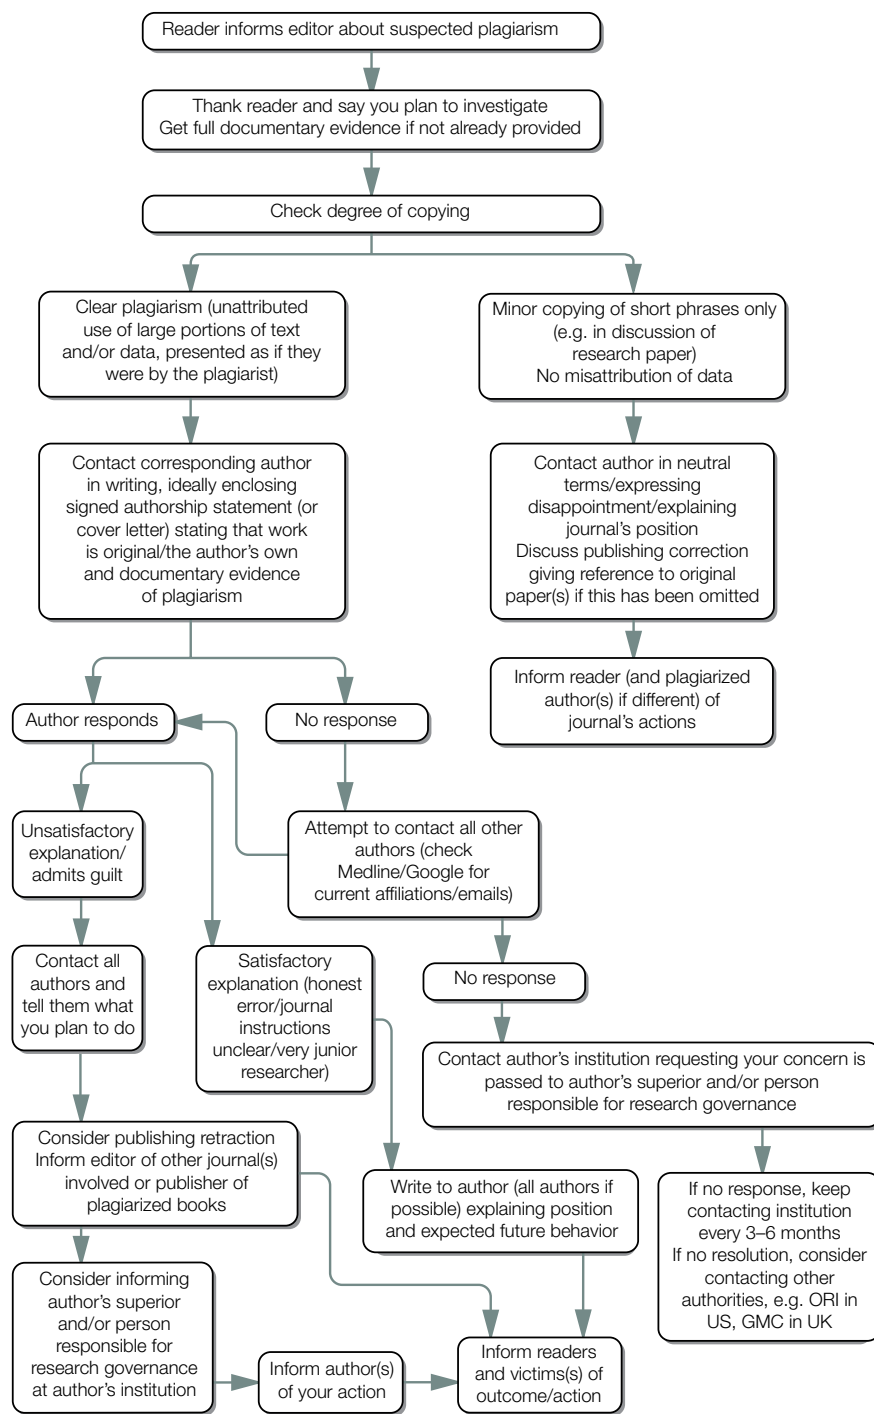 Reader informs editor about suspected plagiarism
Thank reader and say you plan to investigate
Get full documentary evidence if not already provided
Check degree of copying
Clear plagiarism (unattributed
use of large portions of text
and/or data, presented as if they
were by the plagiarist)
Minor copying of short phrases only
(e.g. in discussion of
research paper)
No misattribution of data
Contact corresponding author
in writing, ideally enclosing
signed authorship statement (or
cover letter) stating that work
is original/the author's own
and documentary evidence
of plagiarism
Contact author in neutral
terms/expressing
disappointment/explaining
journal's position
Discuss publishing correction
giving reference to original
paper(s) if this has been omitted
Inform reader (and plagiarized
author(s) if different) of
journal's actions
Author responds
No response
Unsatisfactory
explanation/
admits guilt
Attempt to contact all other
authors (check
Medline/Google for
current affiliations/emails)
Contact all
authors and
tell them what
you plan to do
Satisfactory
explanation (honest
error/journal
instructions
unclear/very junior
researcher)
No response
Contact author's institution requesting your concern is
passed to author's superior and/or person
responsible for research governance
Consider publishing retraction
Inform editor of other journal(s)
involved or publisher of
plagiarized books
Write to author (all authors if
possible) explaining position
and expected future behavior
If no response, keep
contacting institution
every 3–6 months
If no resolution, consider
contacting other
authorities, e.g. ORI in
US, GMC in UK
Consider informing
author's superior
and/or person
responsible for
research governance
at author's institution
Inform author(s)
of your action
Inform readers
and victims(s) of
outcome/action